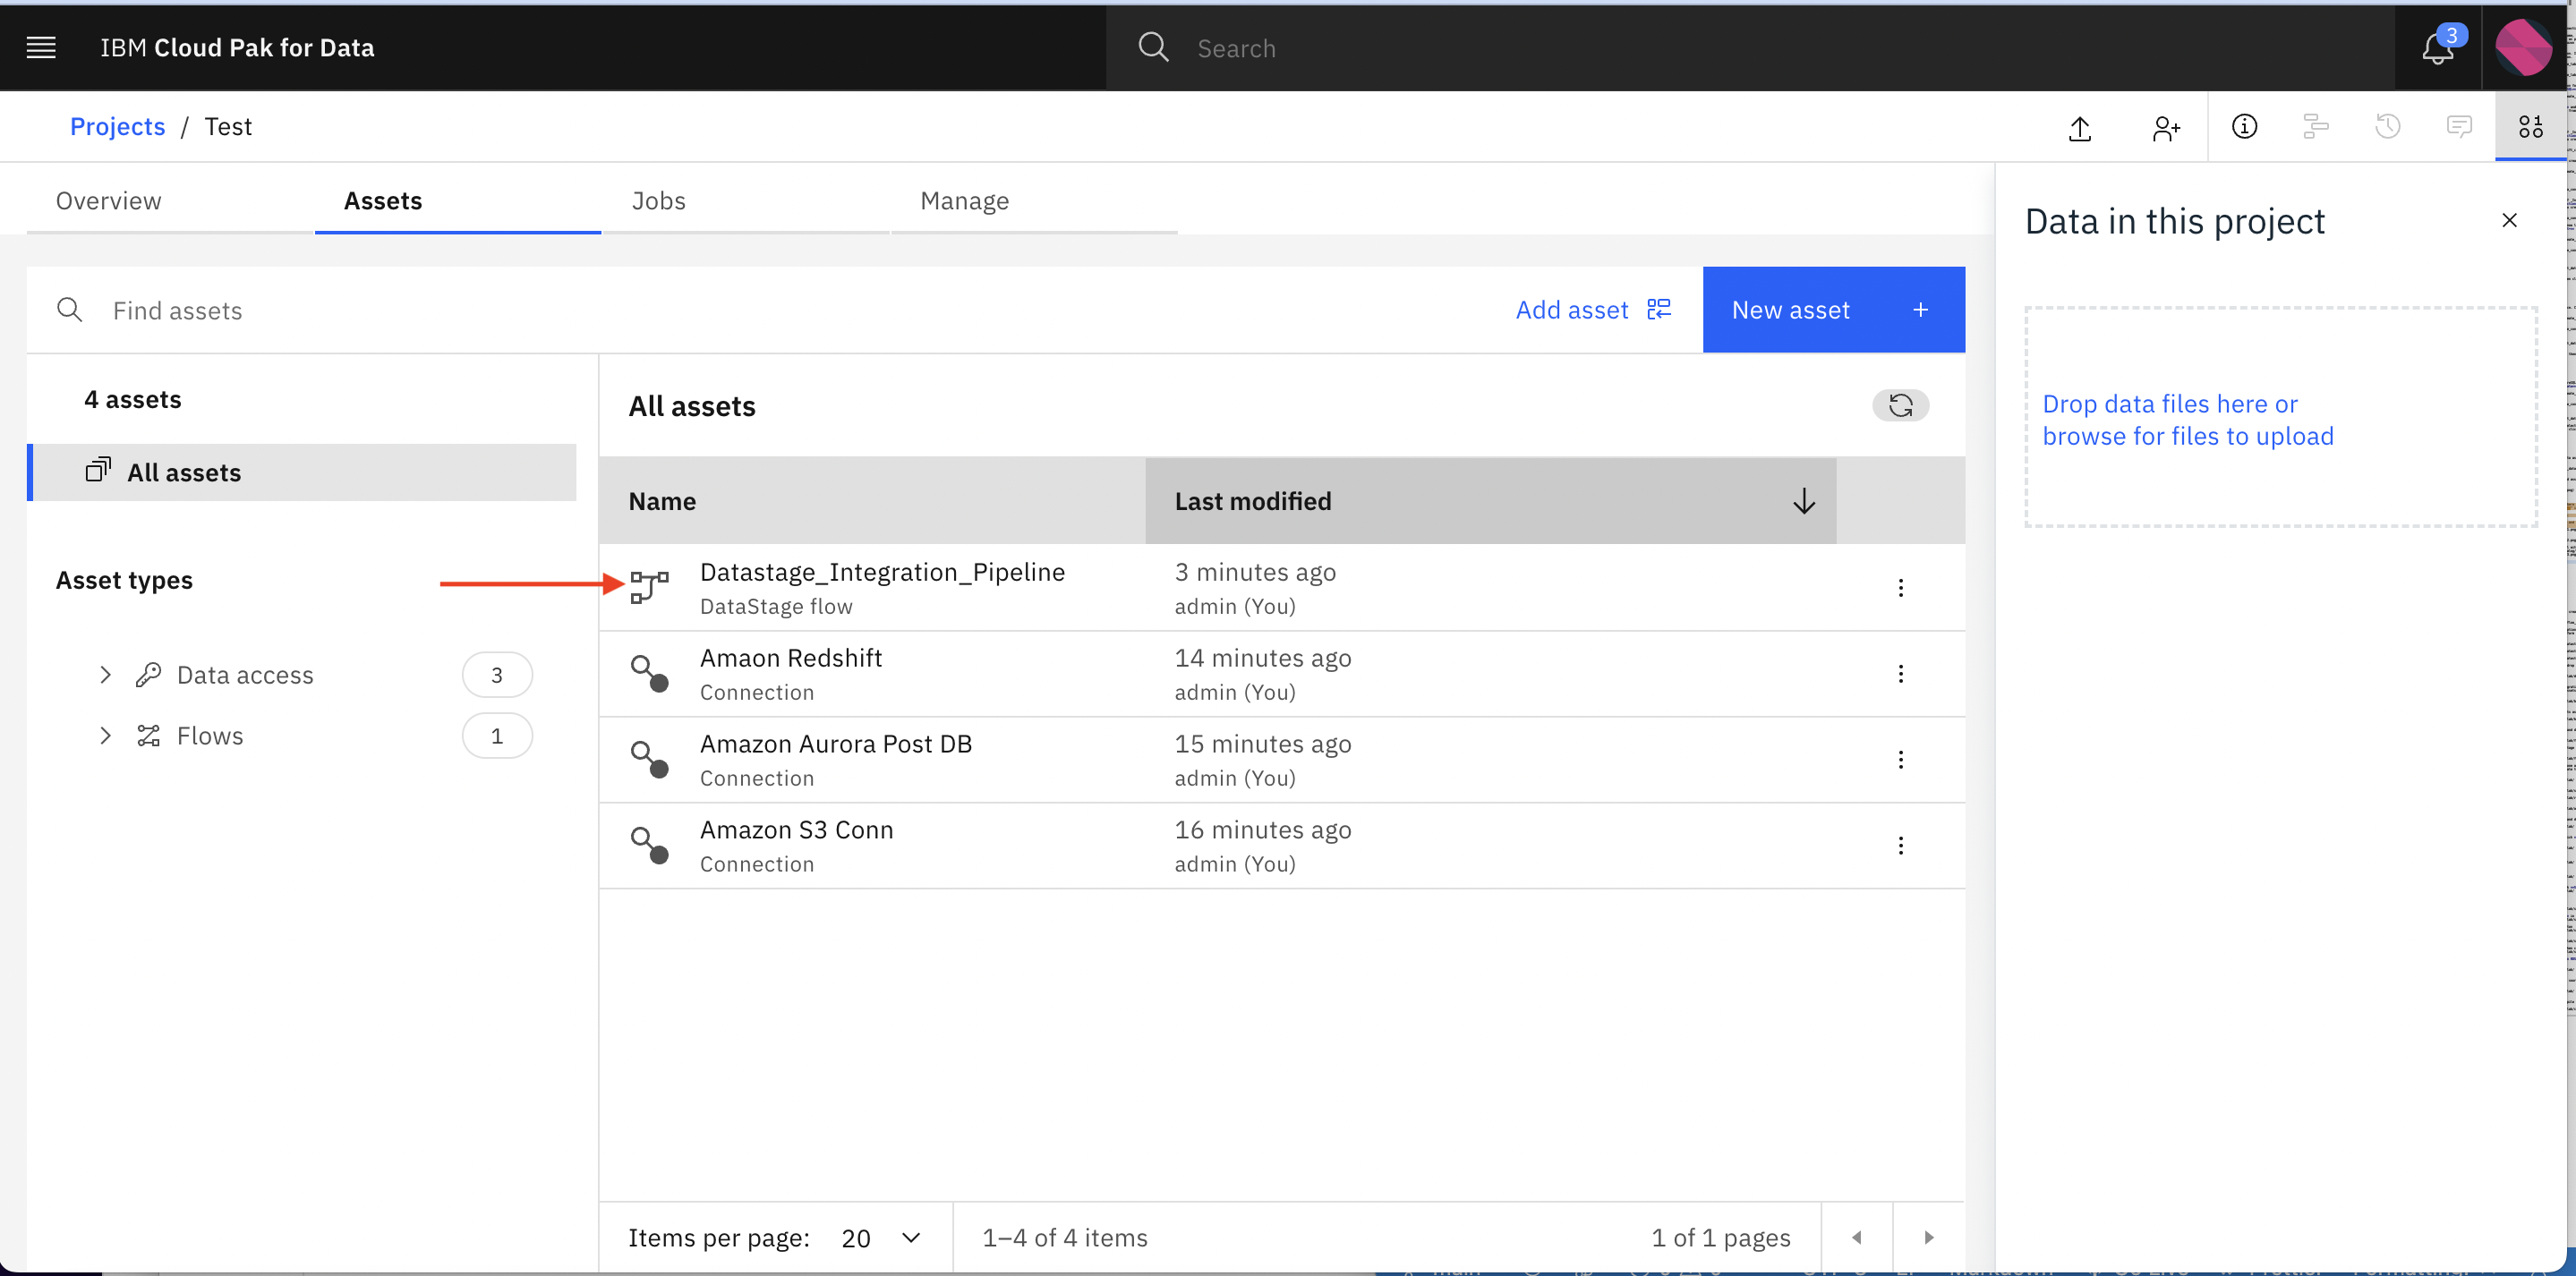 IBM Cloud Pak for Data
Search
3
Projects / Test
Overview
Assets
Jobs
Manage
Data in this project
Find assets
Add asset
New asset
Drop data files here or
browse for files to upload
4 assets
All assets
Asset types
Data access 3
Flows 1
All assets
Name
Last modified
Datastage_Integration_Pipeline
DataStage flow
3 minutes ago
admin (You)
Amaon Redshift
Connection
14 minutes ago
admin (You)
Amazon Aurora Post DB
Connection
15 minutes ago
admin (You)
Amazon S3 Conn
Connection
16 minutes ago
admin (You)
Items per page: 20
1–4 of 4 items
1 of 1 pages